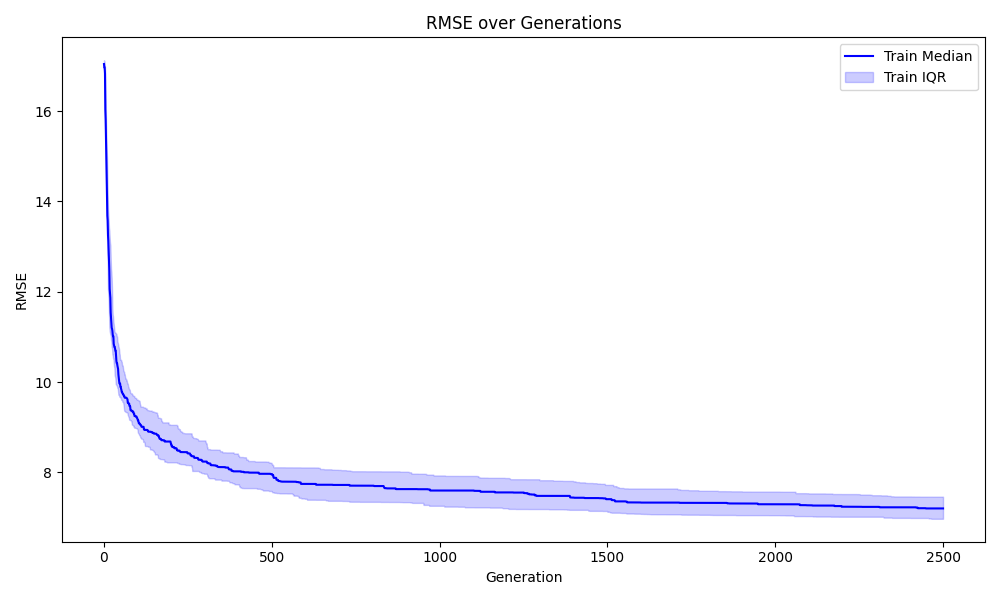 RMSE over Generations
Train Median
Train IQR
RMSE
16
14
12
10
8
0
500
1000
1500
2000
2500
Generation